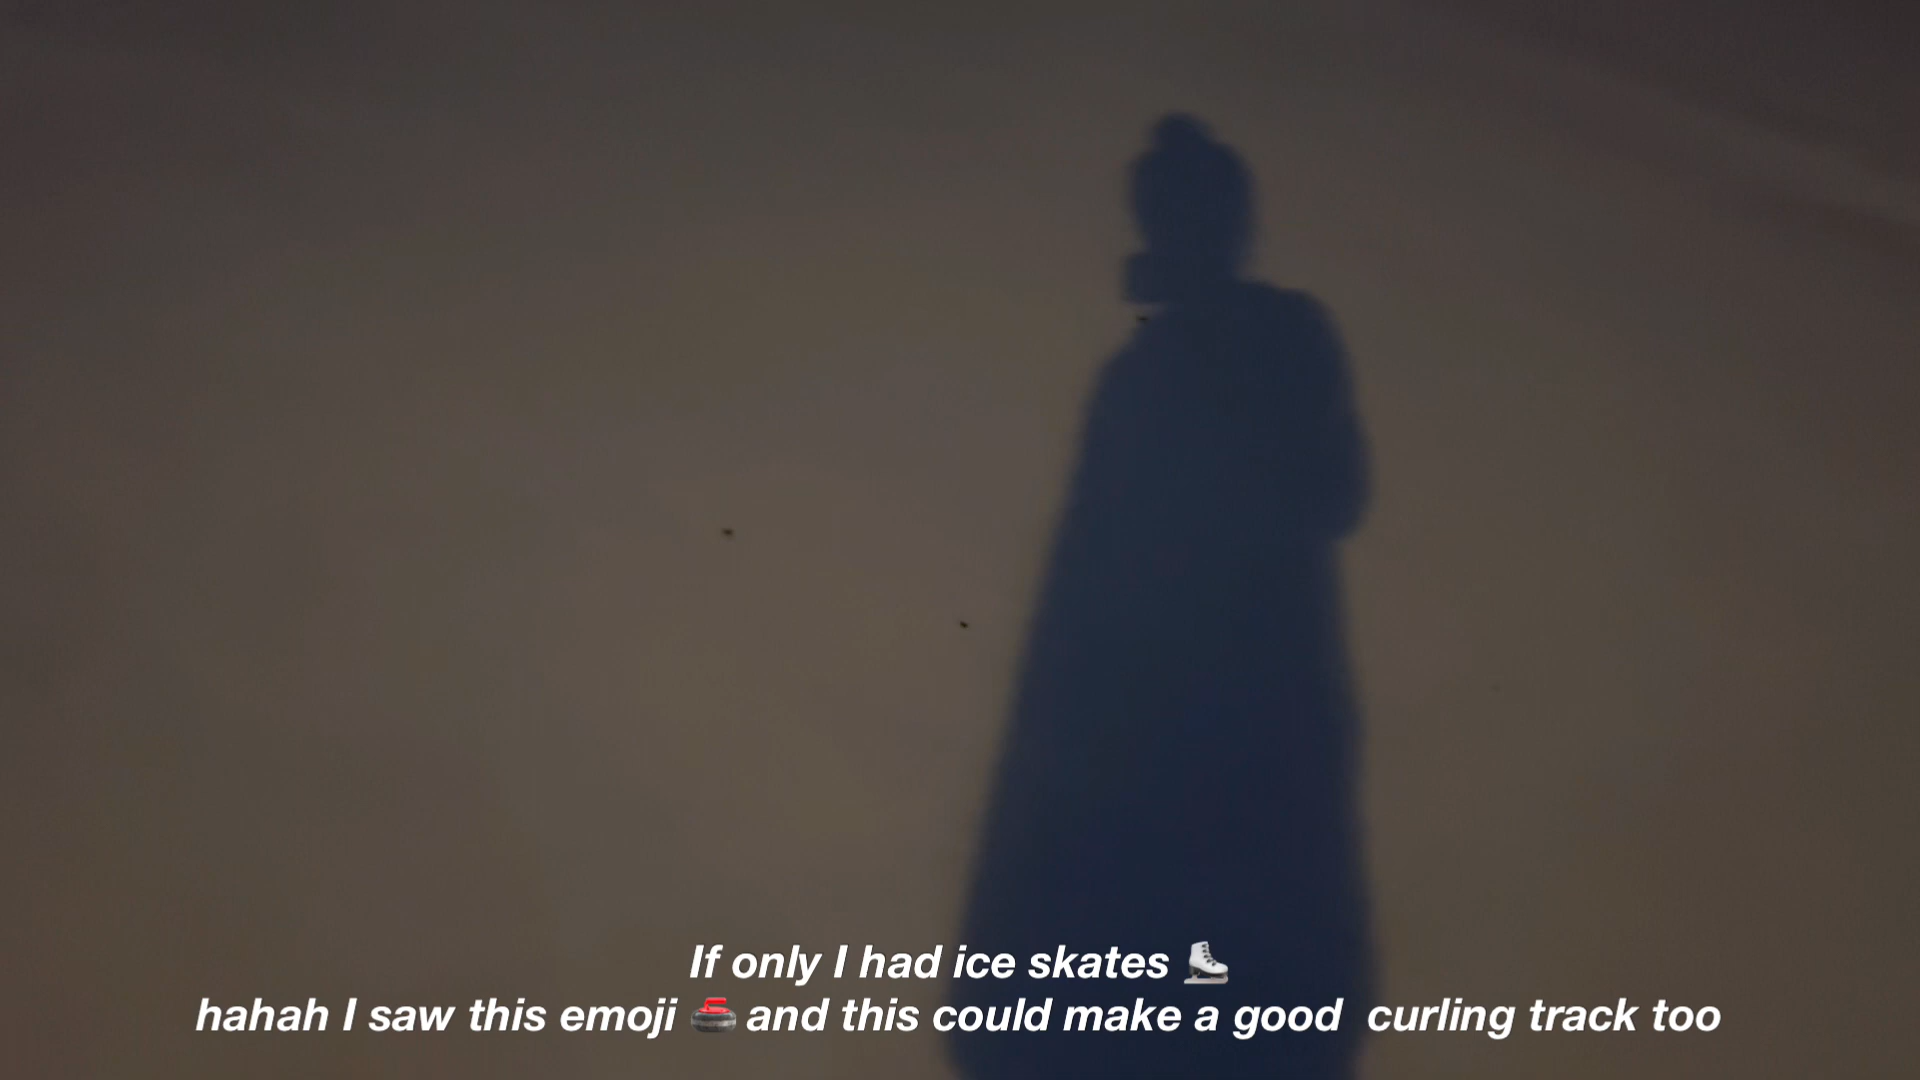 If only I had ice skates ⛸️
hahah I saw this emoji 🥌 and this could make a good  curling track too